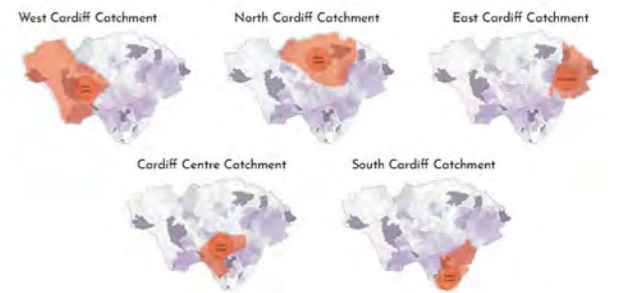 West Cardiff Catchment
North Cardiff Catchment
East Cardiff Catchment
Cardiff Centre Catchment
South Cardiff Catchment